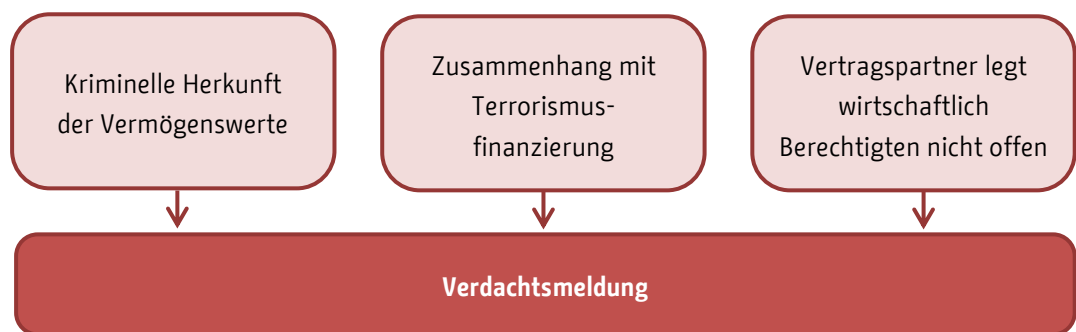 Kriminelle Herkunft
der Vermögenswerte
Zusammenhang mit
Terrorismus-
finanzierung
Vertragspartner legt
wirtschaftlich
Berechtigten nicht offen
Verdachtsmeldung